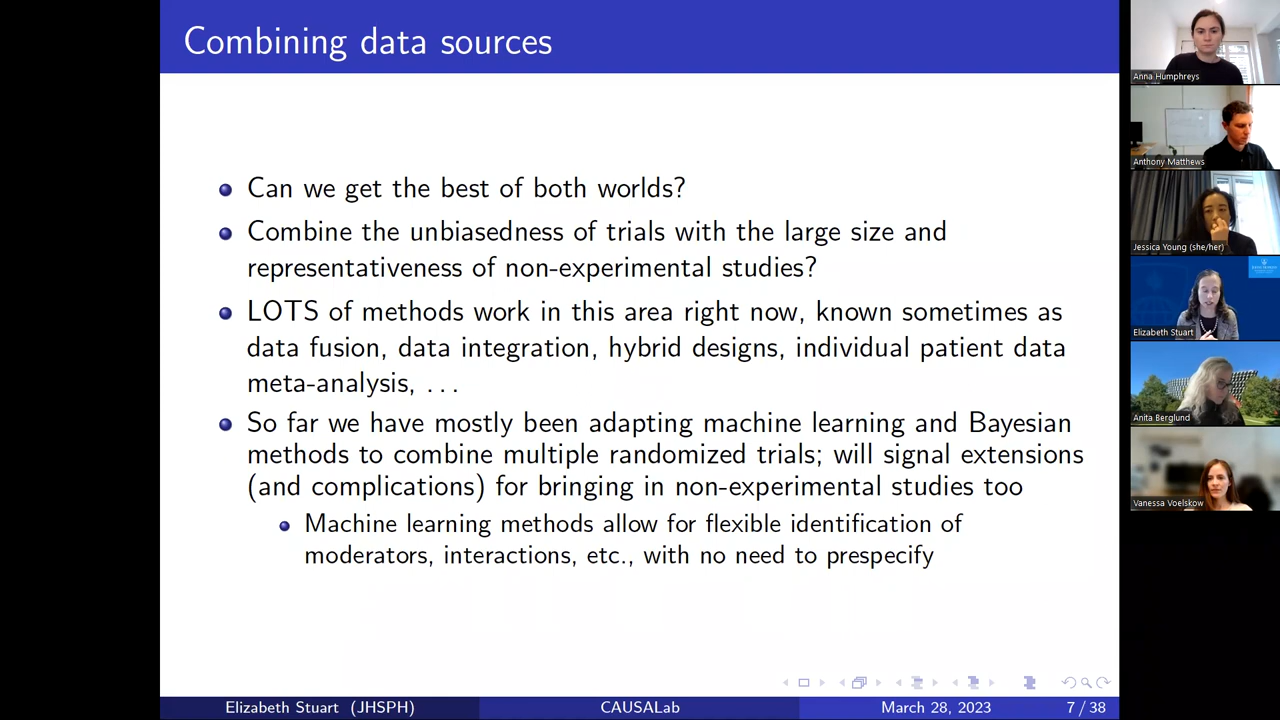 Combining data sources
Can we get the best of both worlds?
Combine the unbiasedness of trials with the large size and
representativeness of non-experimental studies?
LOTS of methods work in this area right now, known sometimes as
data fusion, data integration, hybrid designs, individual patient data
meta-analysis, ...
So far we have mostly been adapting machine learning and Bayesian
methods to combine multiple randomized trials; will signal extensions
(and complications) for bringing in non-experimental studies too
Machine learning methods allow for flexible identification of
moderators, interactions, etc., with no need to prespecify
Elizabeth Stuart (JHSPH)
CAUSALab
March 28, 2023
7 / 38
Anna Humphreys
Anthony Matthews
Jessica Young (she/her)
Elizabeth Stuart
Anita Berglund
Vanessa Voelskow